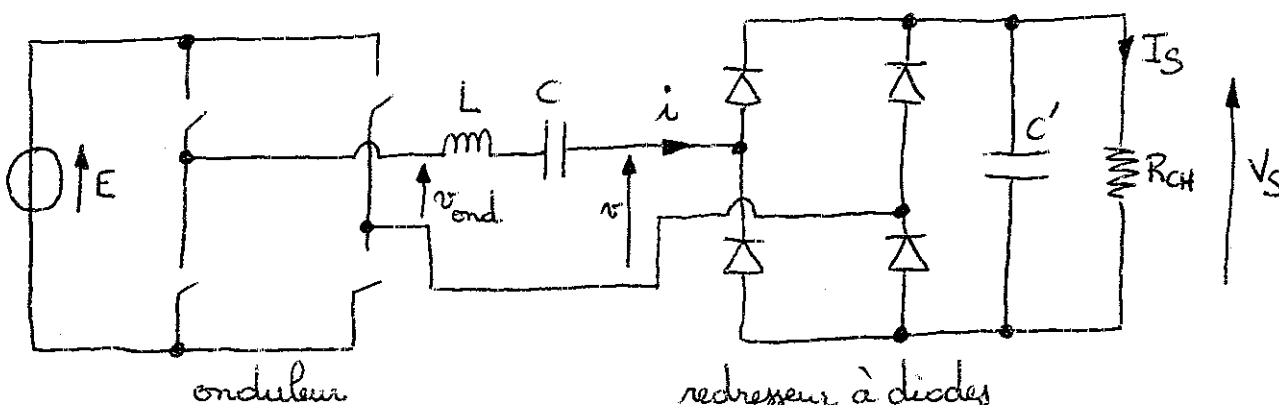 L C i
I_S
E
v_ond.
v
C'
R_CH
V_S
onduleur
redresseur à diodes